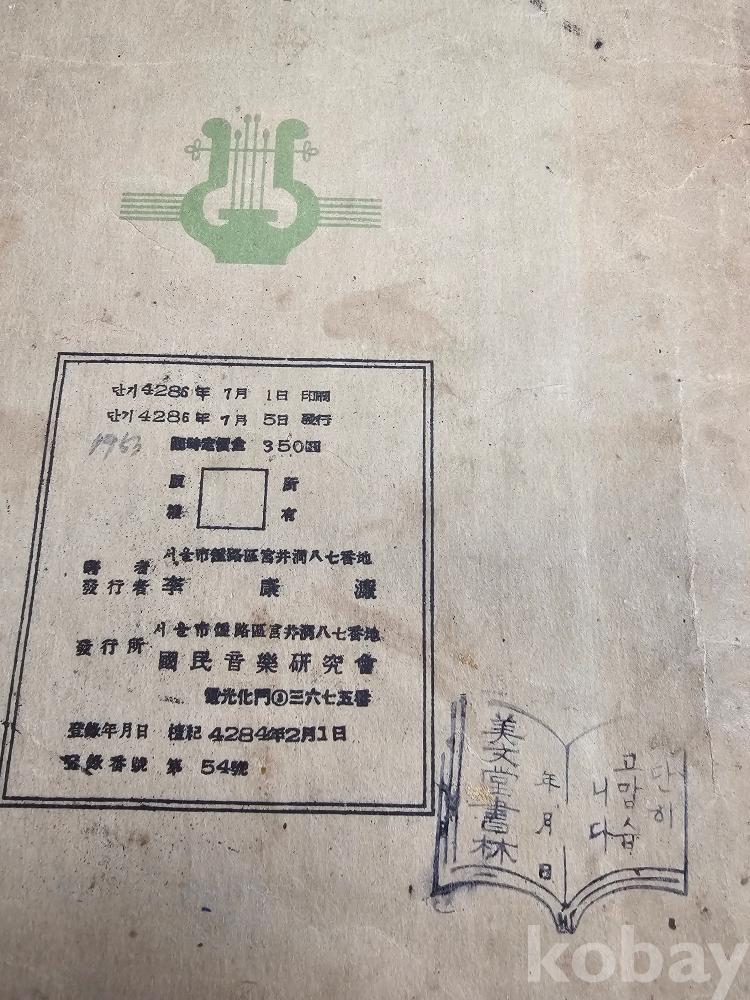 단기 4286年 7月 1日 印刷
단기 4286年 7月 5日 發行
1953
臨時定價金 350圜
版權 所有
서울市鍾路區宮井洞八七番地
著者
發行者 李康濂
서울市鍾路區宮井洞八七番地
發行所 國民音樂硏究會
電光化門③三六七五番
登錄年月日 檀紀 4284年2月1日
登錄番號 第 54號
단히
고맙습
니다
年 月 日
美文堂書林
kobay